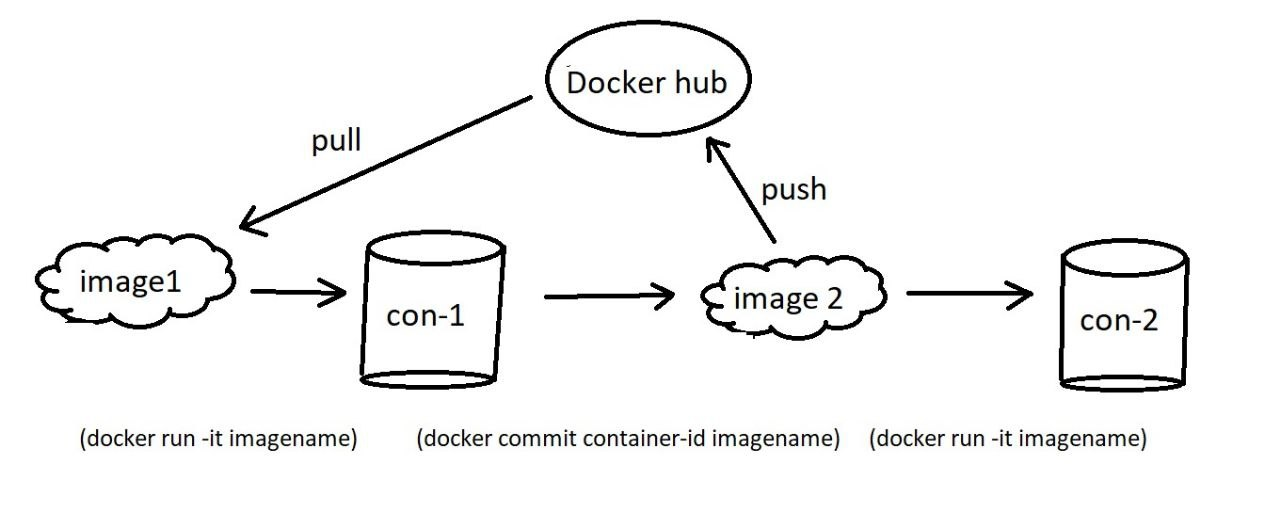 Docker hub
pull
push
image1
con-1
image 2
con-2
(docker run -it imagename)
(docker commit container-id imagename)
(docker run -it imagename)